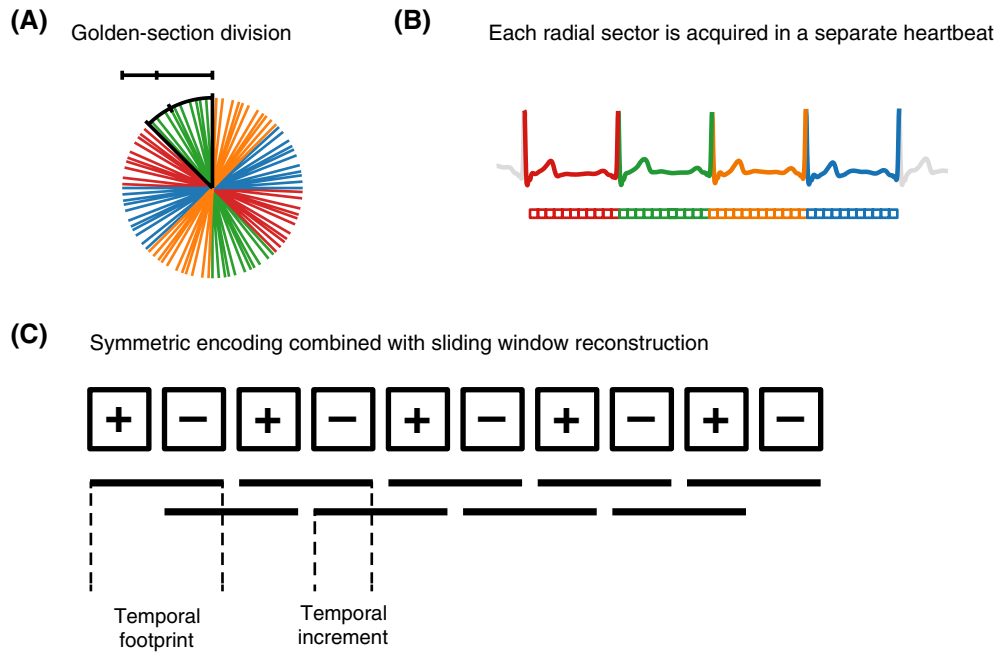 (A)
Golden-section division
(B)
Each radial sector is acquired in a separate heartbeat
(C)
Symmetric encoding combined with sliding window reconstruction
+ − + − + − + − + −
Temporal
footprint
Temporal
increment